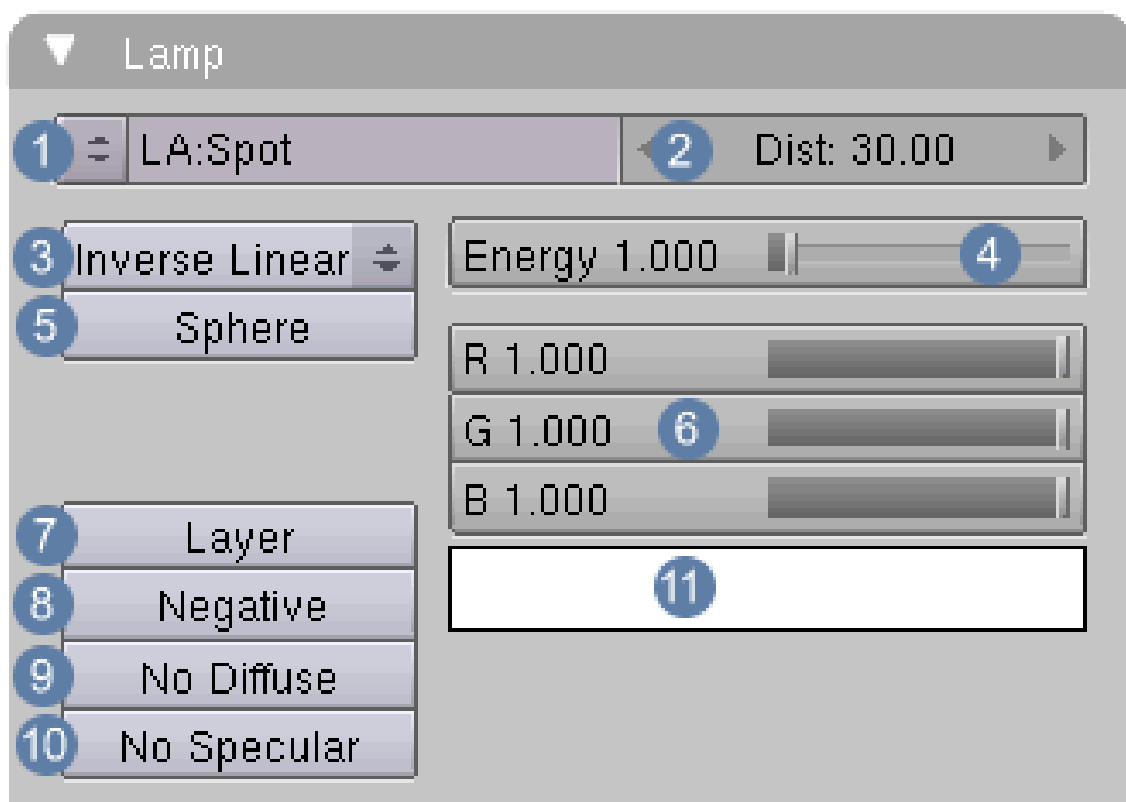 Lamp
1 LA:Spot 2 Dist: 30.00
3 Inverse Linear Energy 1.000 4
5 Sphere
R 1.000
G 1.000 6
B 1.000
7 Layer
8 Negative 11
9 No Diffuse
10 No Specular